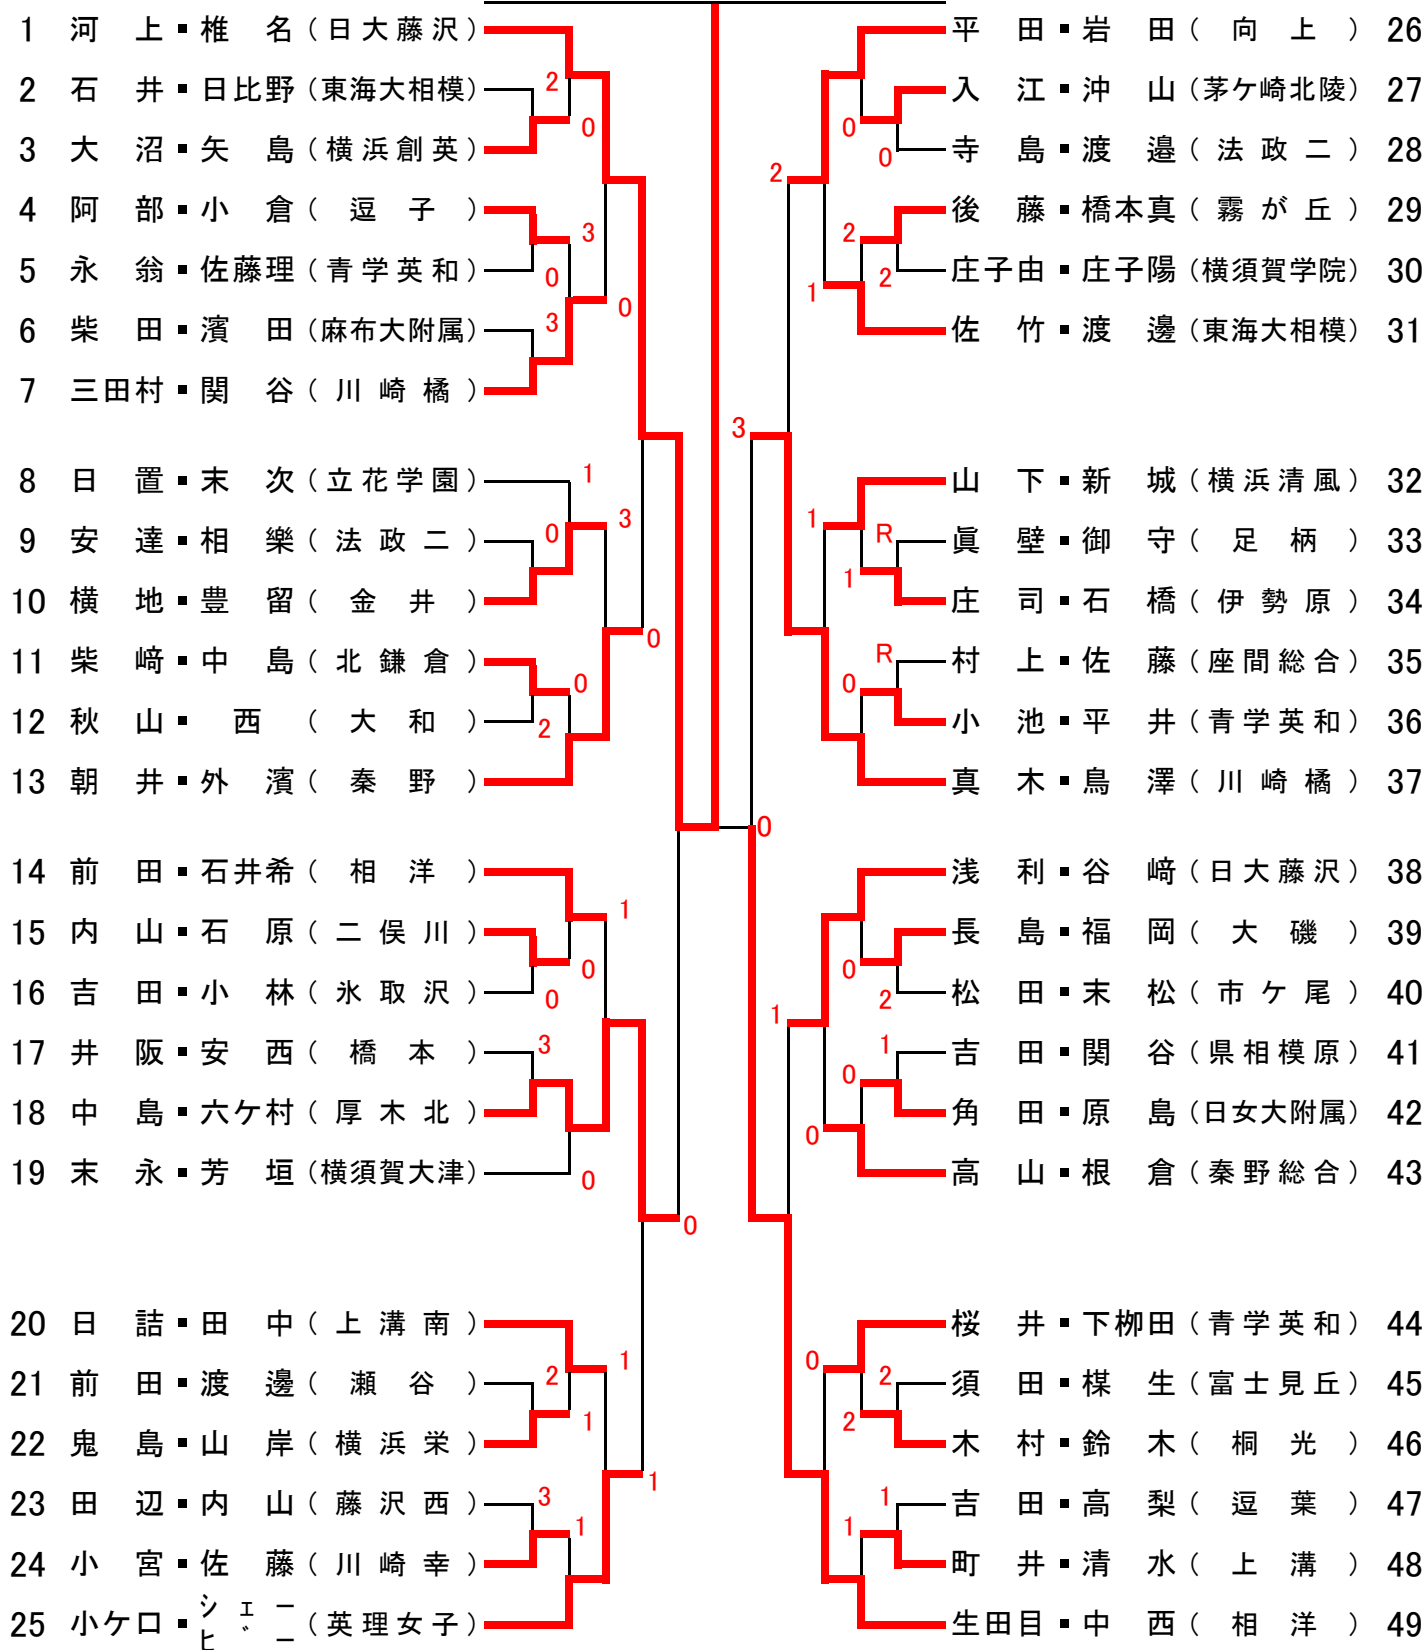 1 河 上・椎 名(日大藤沢)
2 石 井・日比野(東海大相模)
3 大 沼・矢 島(横浜創英)
4 阿 部・小 倉(逗 子)
5 永 翁・佐藤理(青学英和)
6 柴 田・濱 田(麻布大附属)
7 三田村・関 谷(川崎橘)
8 日 置・末 次(立花学園)
9 安 達・相 樂(法政二)
10 横 地・豊 留(金 井)
11 柴 﨑・中 島(北鎌倉)
12 秋 山・ 西 (大 和)
13 朝 井・外 濱(秦 野)
14 前 田・石井希(相 洋)
15 内 山・石 原(二俣川)
16 吉 田・小 林(氷取沢)
17 井 阪・安 西(橋 本)
18 中 島・六ケ村(厚木北)
19 末 永・芳 垣(横須賀大津)
20 日 詰・田 中(上溝南)
21 前 田・渡 邊(瀬 谷)
22 鬼 島・山 岸(横浜栄)
23 田 辺・内 山(藤沢西)
24 小 宮・佐 藤(川崎幸)
25 小ケ口・シェーヒ゛ー(英理女子)
平 田・岩 田(向 上) 26
入 江・沖 山(茅ケ崎北陵) 27
寺 島・渡 邉(法政二) 28
後 藤・橋本真(霧が丘) 29
庄子由・庄子陽(横須賀学院) 30
佐 竹・渡 邊(東海大相模) 31
山 下・新 城(横浜清風) 32
眞 壁・御 守(足 柄) 33
庄 司・石 橋(伊勢原) 34
村 上・佐 藤(座間総合) 35
小 池・平 井(青学英和) 36
真 木・鳥 澤(川崎橘) 37
浅 利・谷 﨑(日大藤沢) 38
長 島・福 岡(大 磯) 39
松 田・末 松(市ケ尾) 40
吉 田・関 谷(県相模原) 41
角 田・原 島(日女大附属) 42
高 山・根 倉(秦野総合) 43
桜 井・下栁田(青学英和) 44
須 田・楳 生(富士見丘) 45
木 村・鈴 木(桐 光) 46
吉 田・高 梨(逗 葉) 47
町 井・清 水(上 溝) 48
生田目・中 西(相 洋) 49
2
0
3
0
3
0
1
0
3
0
0
2
1
0
0
3
0
0
2
1
1
3
1
1
0
0
2
2
2
1
3
1
R
1
R
0
0
0
2
1
1
0
0
0
2
2
1
1